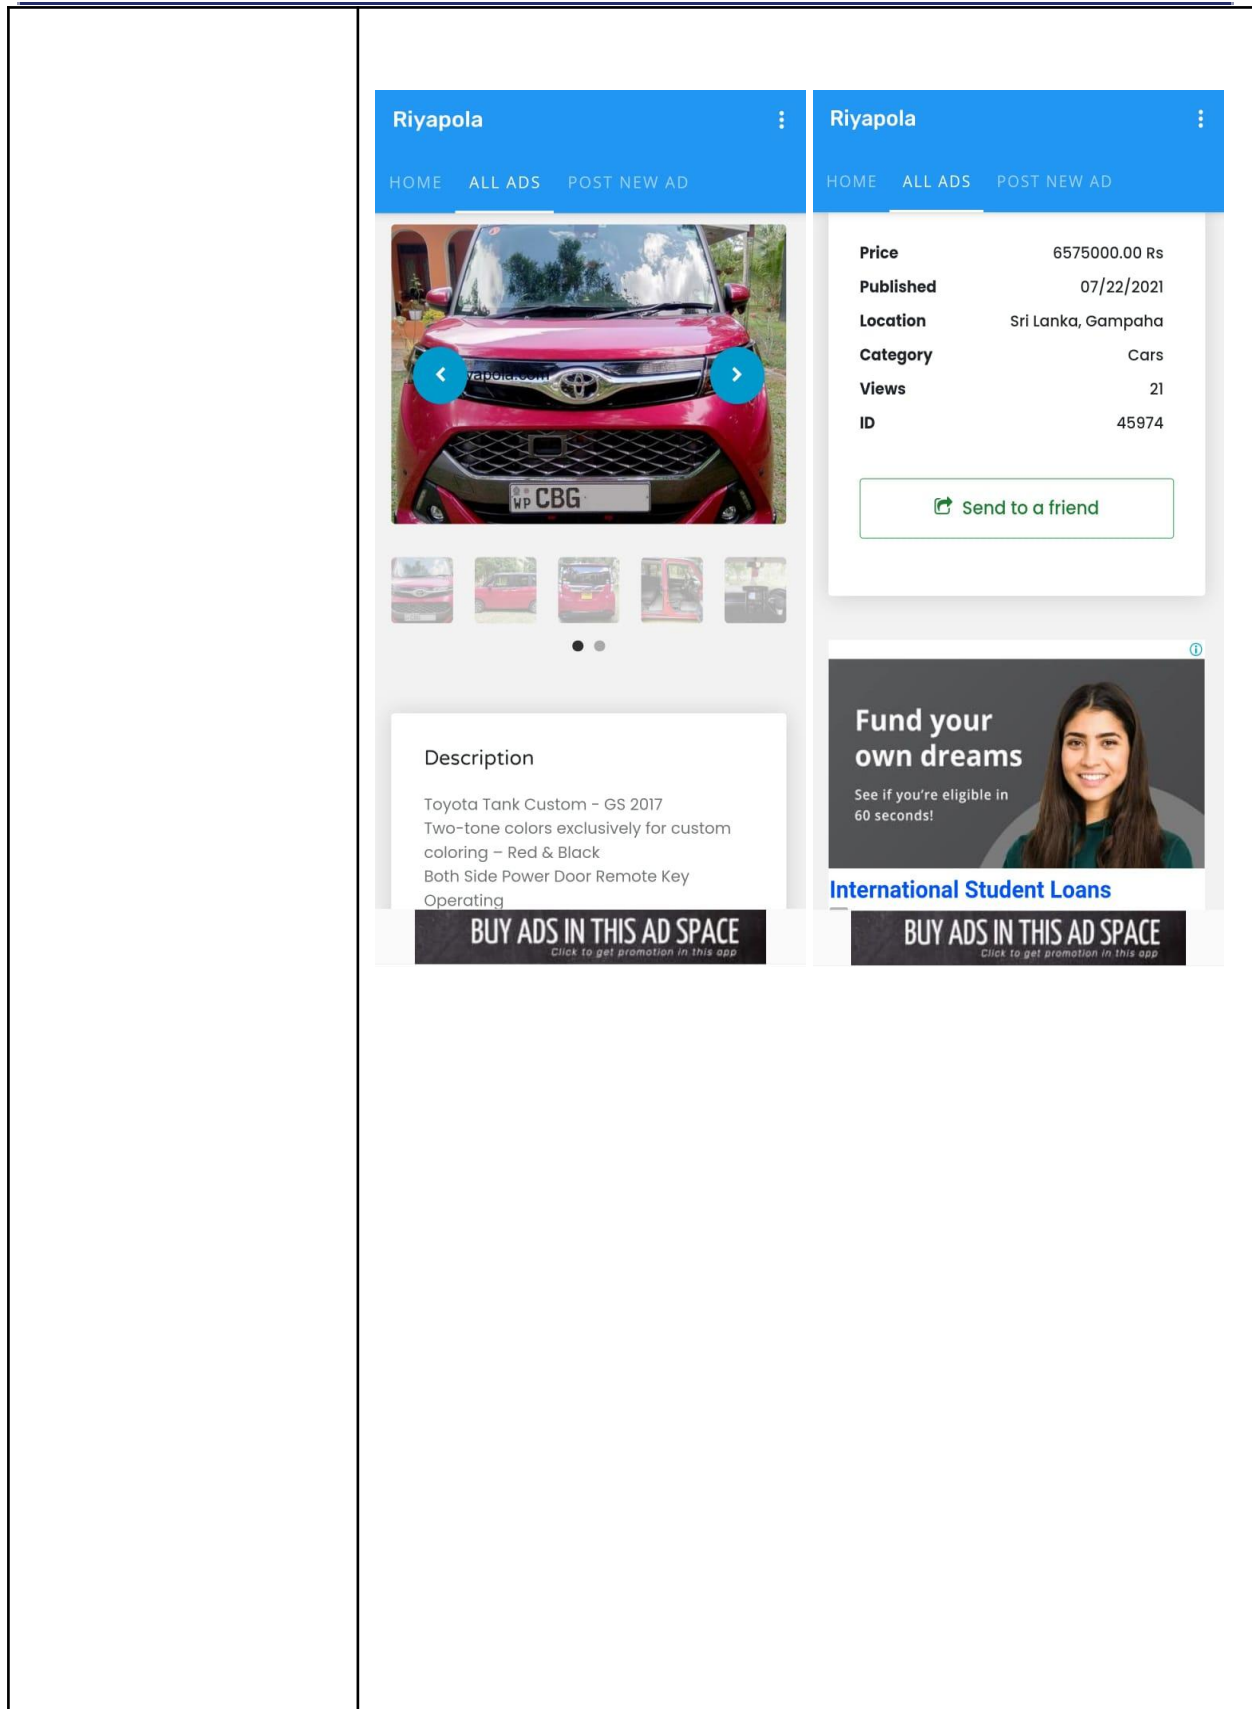 Riyapola
HOME ALL ADS POST NEW AD
yapola.com
WP CBG
Description
Toyota Tank Custom - GS 2017
Two-tone colors exclusively for custom
coloring – Red & Black
Both Side Power Door Remote Key
Operating
BUY ADS IN THIS AD SPACE
Click to get promotion in this app
Riyapola
HOME ALL ADS POST NEW AD
Price 6575000.00 Rs
Published 07/22/2021
Location Sri Lanka, Gampaha
Category Cars
Views 21
ID 45974
Send to a friend
Fund your
own dreams
See if you're eligible in
60 seconds!
International Student Loans
BUY ADS IN THIS AD SPACE
Click to get promotion in this app